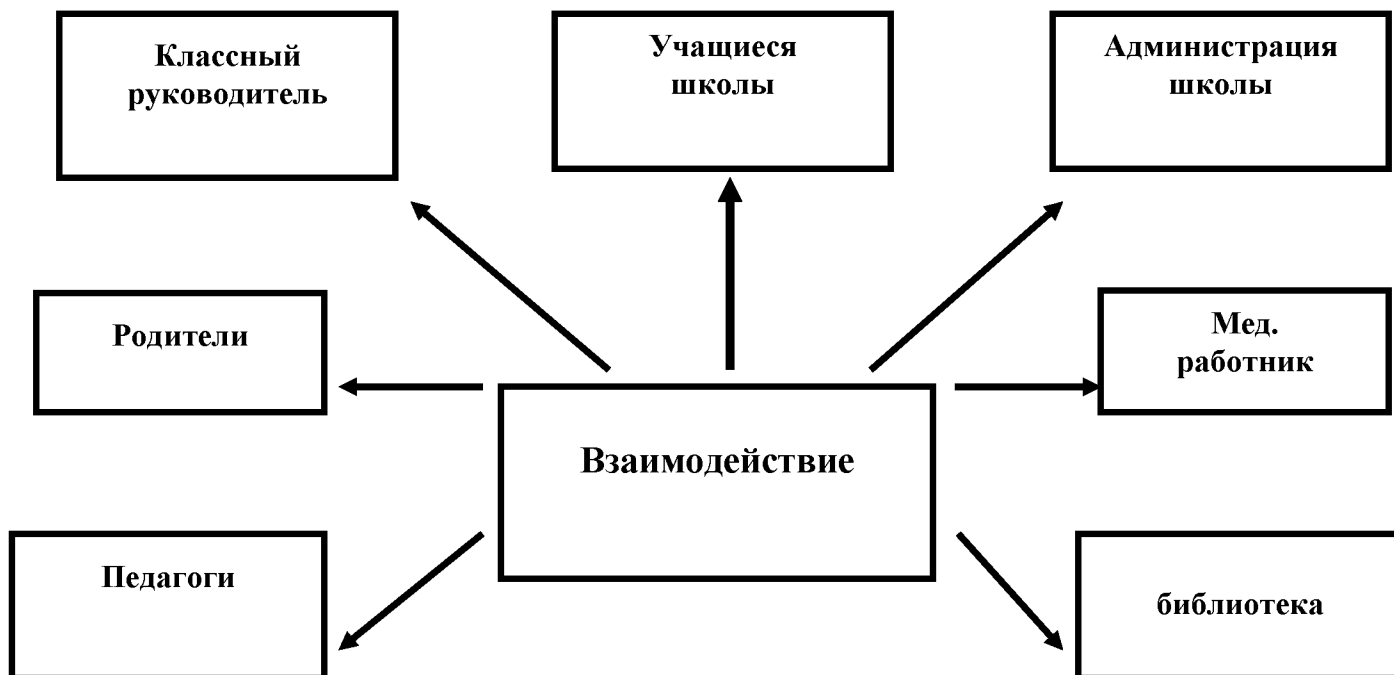 Классный
руководитель
Учащиеся
школы
Администрация
школы
Родители
Мед.
работник
Взаимодействие
Педагоги
библиотека